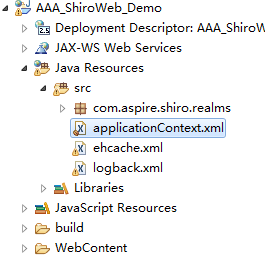 AAA_ShiroWeb_Demo
Deployment Descriptor: AAA_ShiroW
JAX-WS Web Services
Java Resources
src
com.aspire.shiro.realms
applicationContext.xml
ehcache.xml
logback.xml
Libraries
JavaScript Resources
build
WebContent